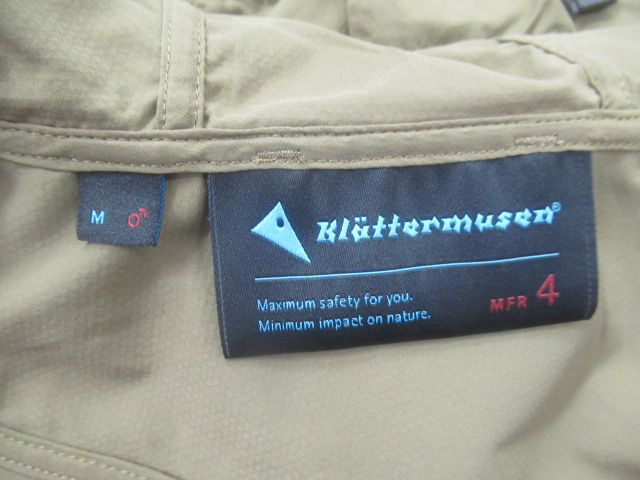 M ♂
Klättermusen®
Maximum safety for you.
Minimum impact on nature.
MFR 4